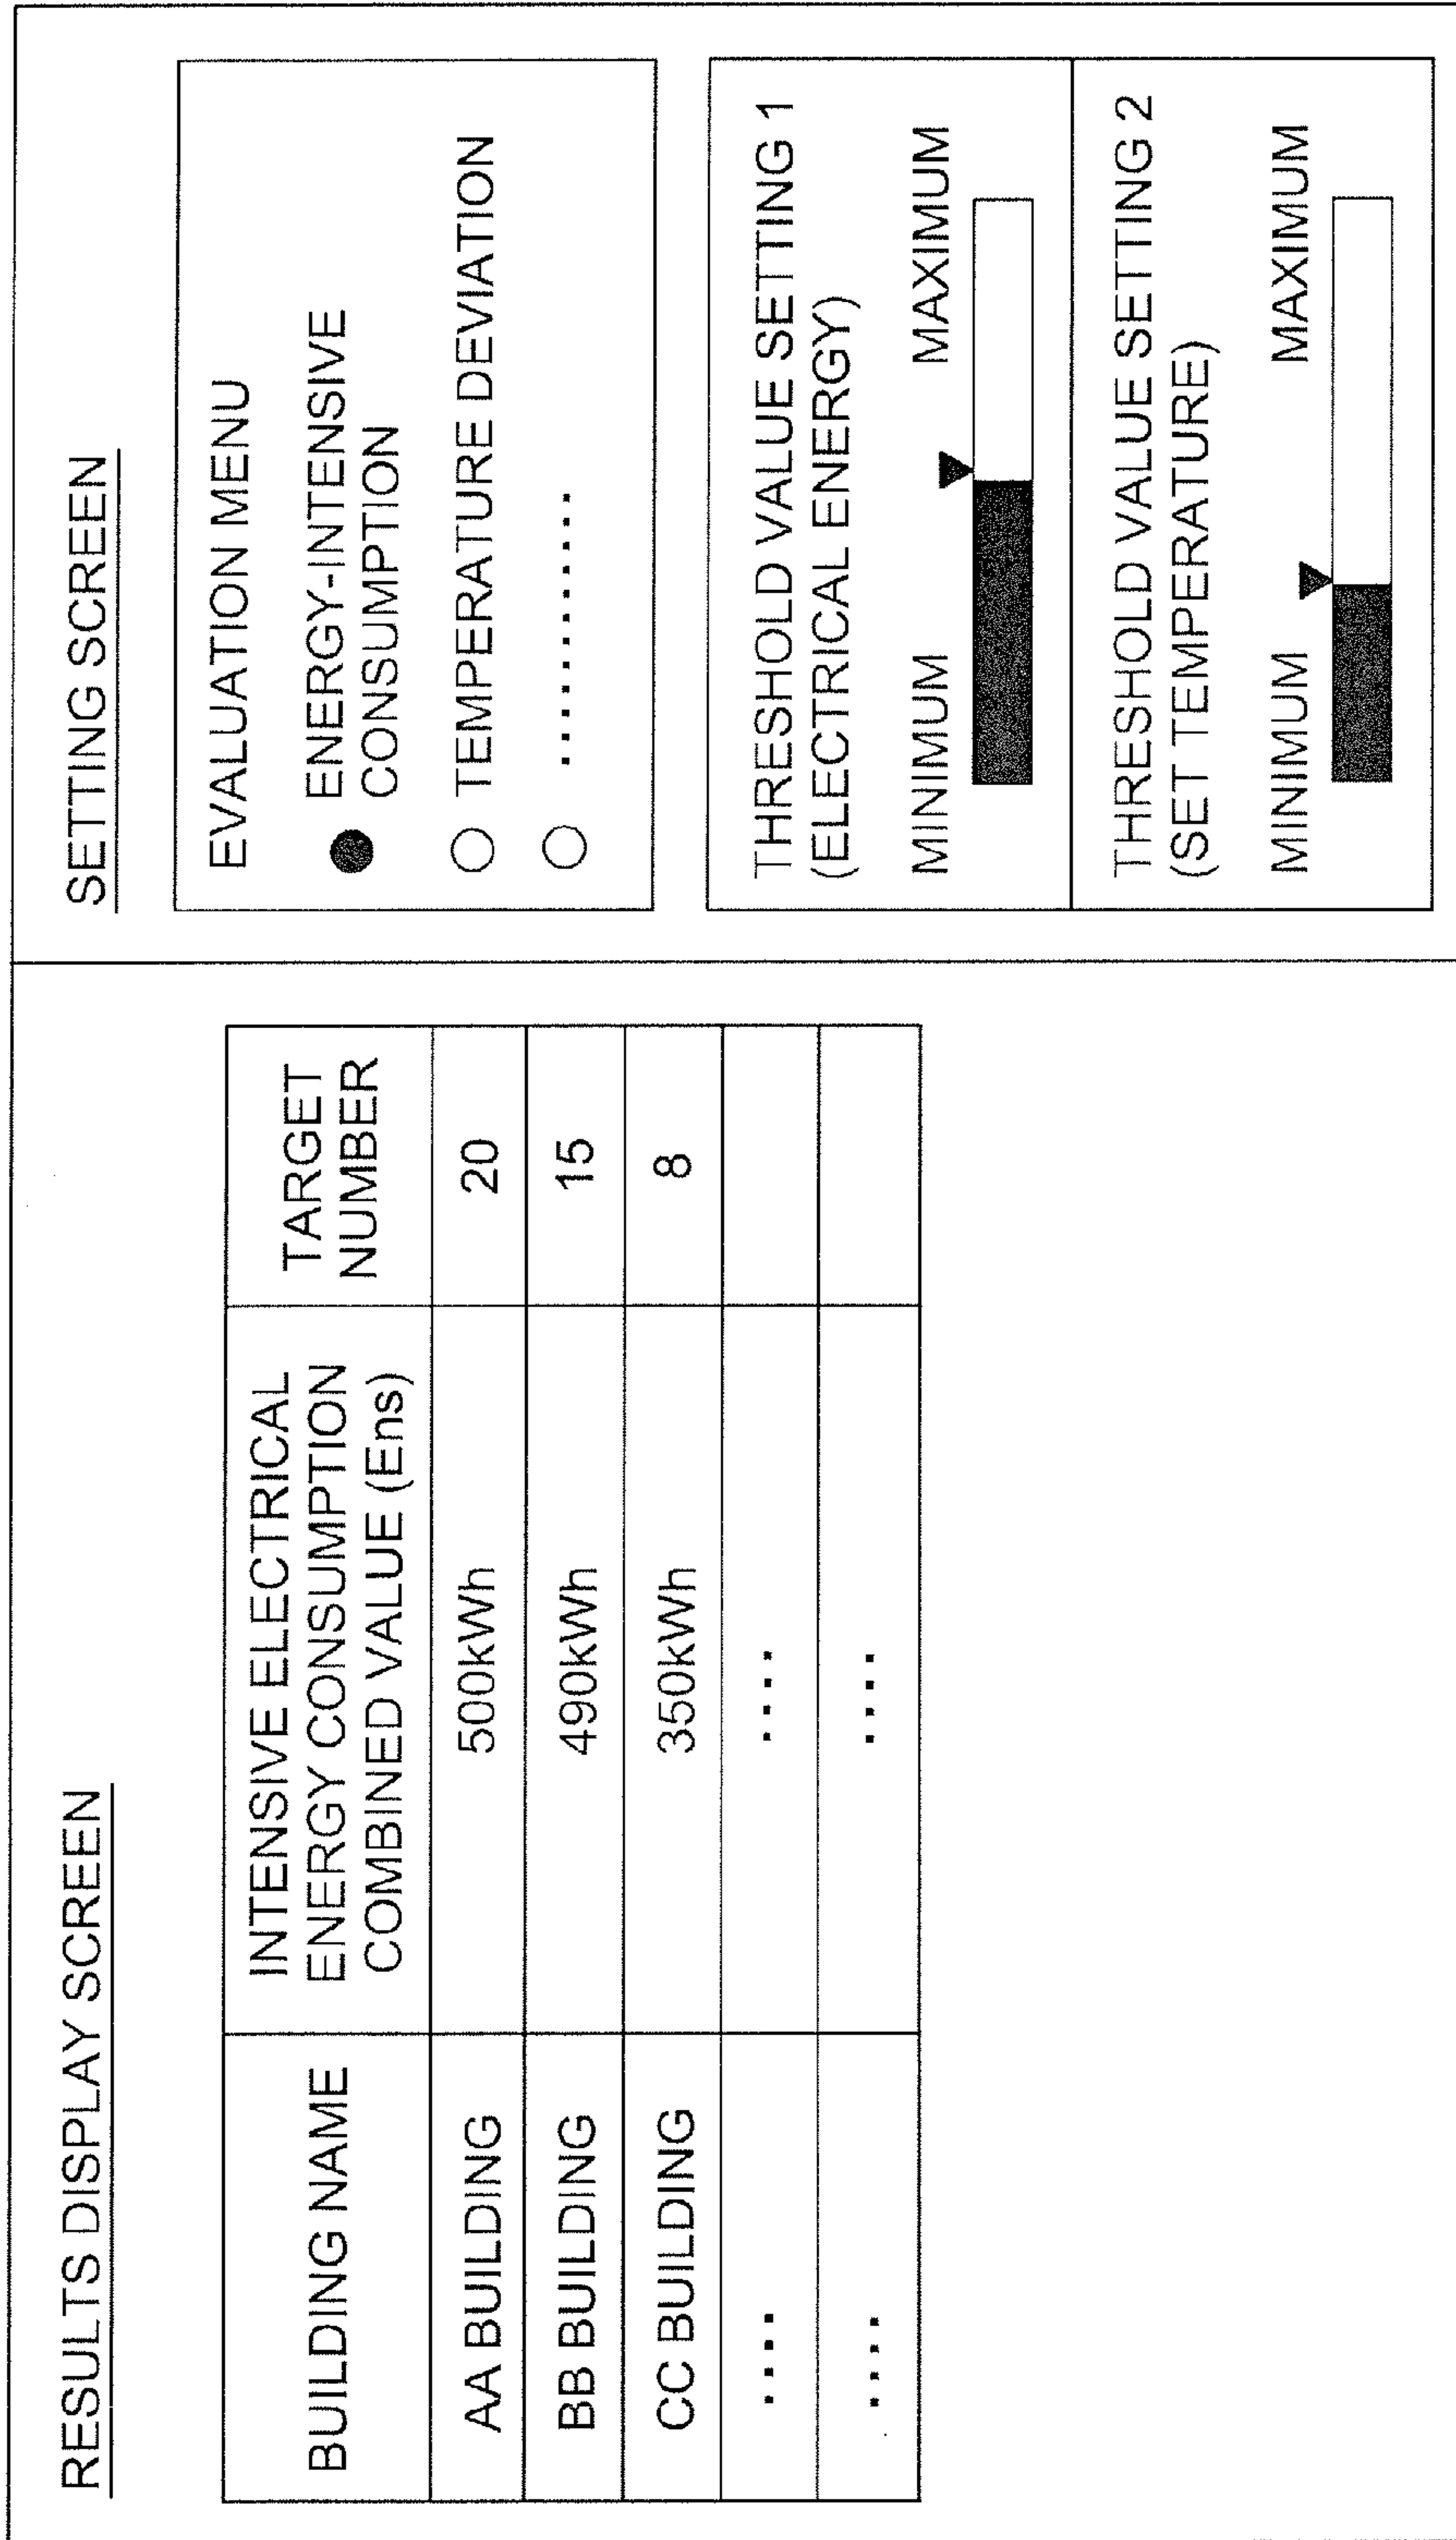 RESULTS DISPLAY SCREEN
BUILDING NAME
INTENSIVE ELECTRICAL
ENERGY CONSUMPTION
COMBINED VALUE (Ens)
TARGET
NUMBER
AA BUILDING 500kWh 20
BB BUILDING 490kWh 15
CC BUILDING 350kWh 8
.... ....
.... ....
SETTING SCREEN
EVALUATION MENU
ENERGY-INTENSIVE
CONSUMPTION
TEMPERATURE DEVIATION
............
THRESHOLD VALUE SETTING 1
(ELECTRICAL ENERGY)
MINIMUM MAXIMUM
THRESHOLD VALUE SETTING 2
(SET TEMPERATURE)
MINIMUM MAXIMUM